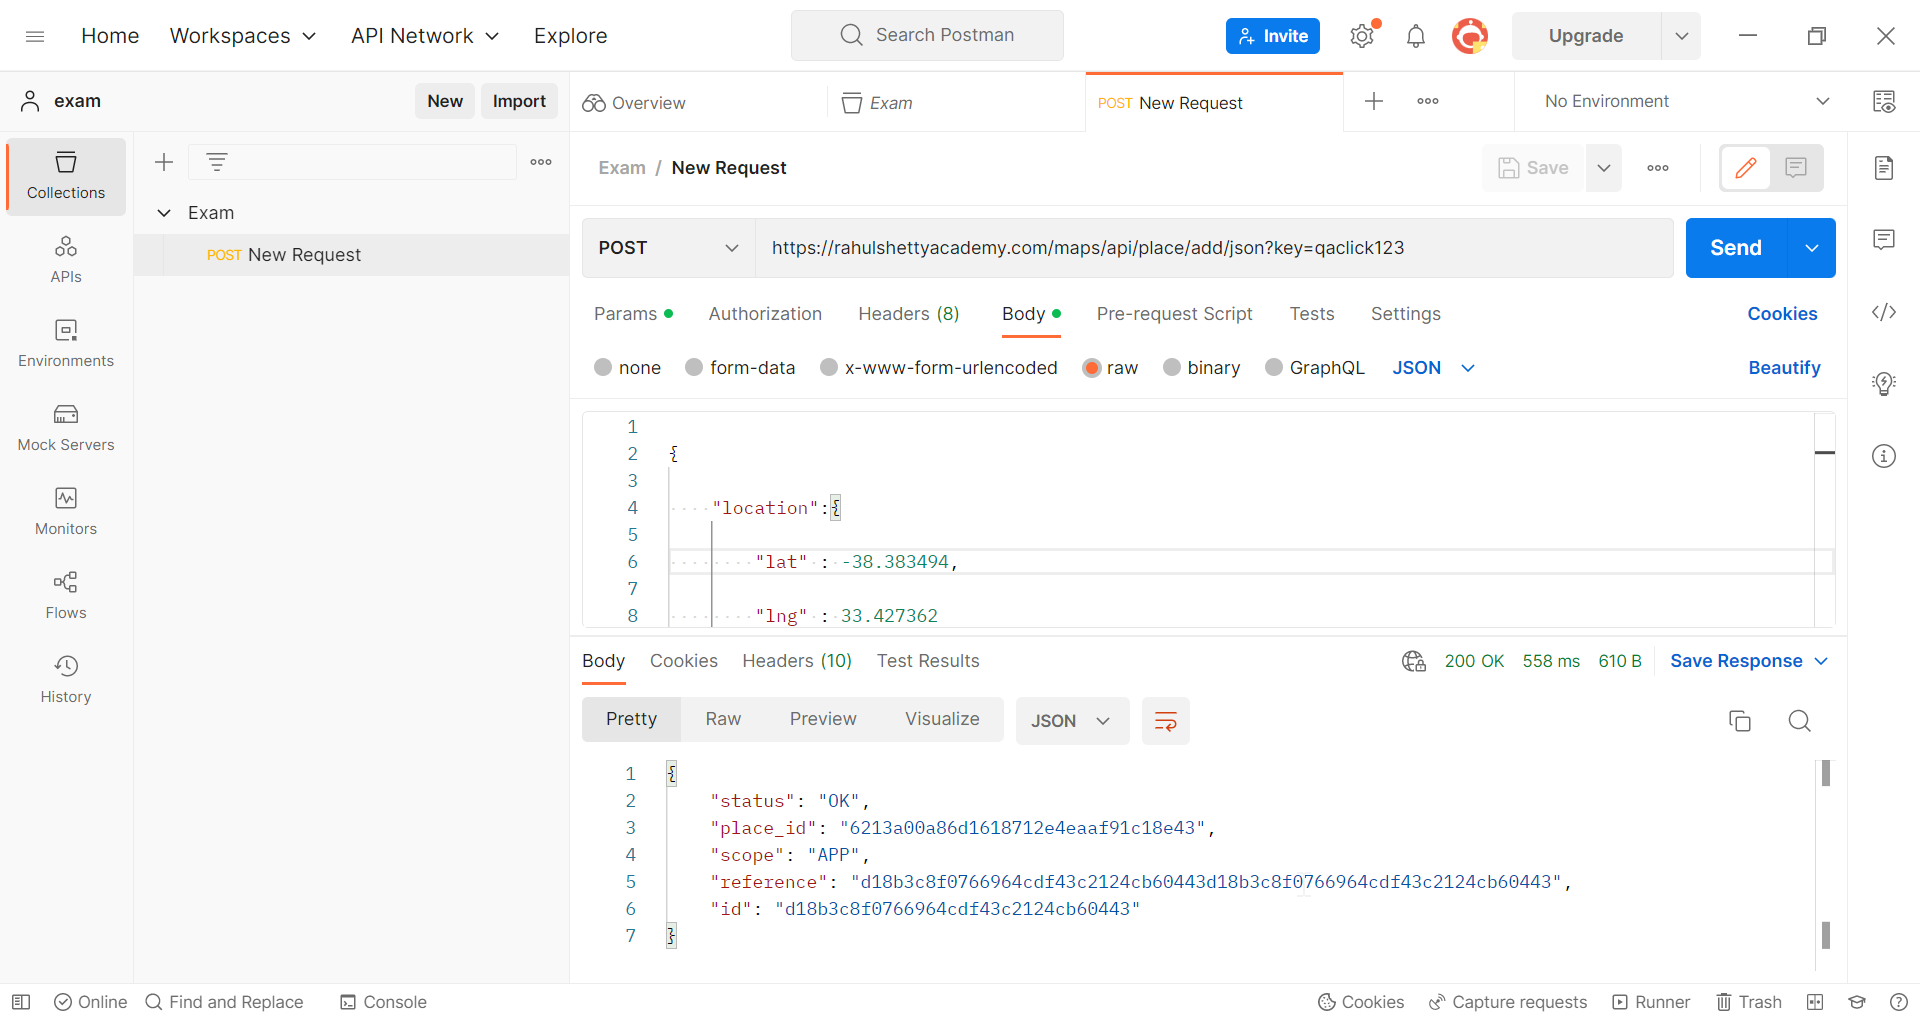 Home Workspaces API Network Explore Search Postman Invite Upgrade
exam New Import Overview Exam POST New Request No Environment
Collections
APIs
Environments
Mock Servers
Monitors
Flows
History
Exam
POST New Request
Exam / New Request Save
POST https://rahulshettyacademy.com/maps/api/place/add/json?key=qaclick123 Send
Params Authorization Headers (8) Body Pre-request Script Tests Settings Cookies
none form-data x-www-form-urlencoded raw binary GraphQL JSON Beautify
1
2 {
3
4 "location":{
5
6 "lat" : -38.383494,
7
8 "lng" : 33.427362
Body Cookies Headers (10) Test Results 200 OK 558 ms 610 B Save Response
Pretty Raw Preview Visualize JSON
1 {
2 "status": "OK",
3 "place_id": "6213a00a86d1618712e4eaaf91c18e43",
4 "scope": "APP",
5 "reference": "d18b3c8f0766964cdf43c2124cb60443d18b3c8f0766964cdf43c2124cb60443",
6 "id": "d18b3c8f0766964cdf43c2124cb60443"
7 }
Online Find and Replace Console Cookies Capture requests Runner Trash